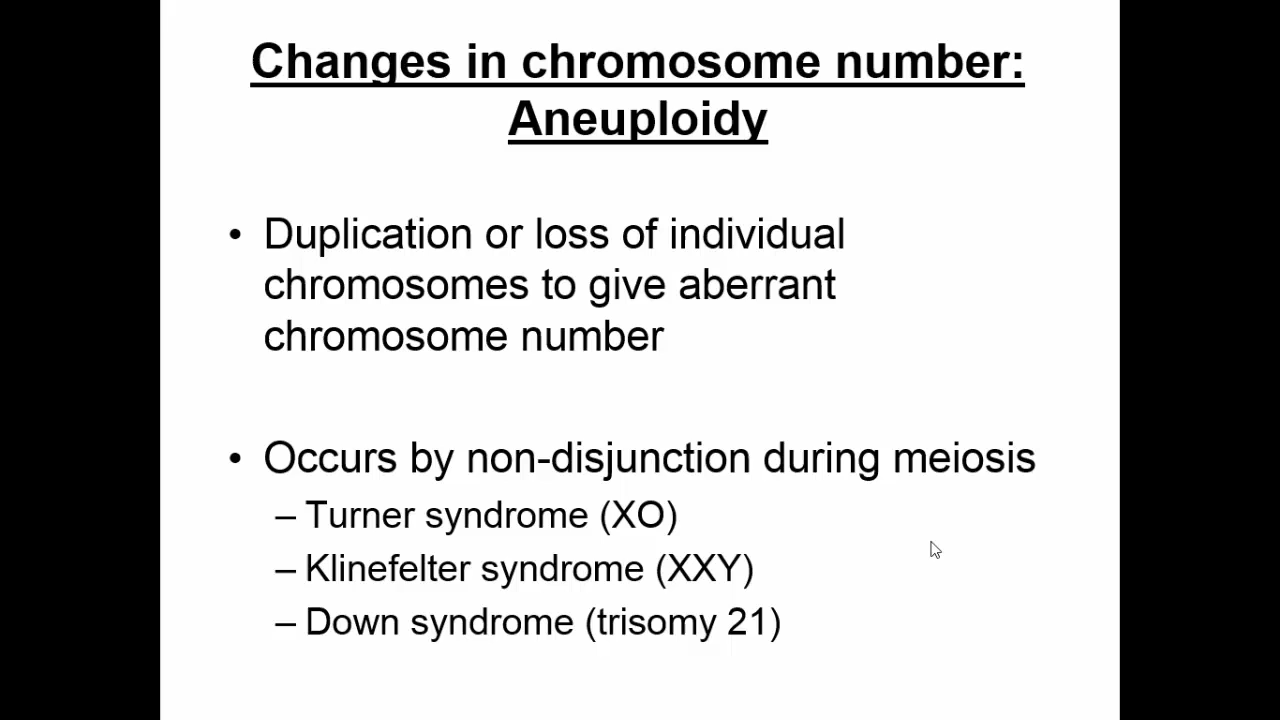 Changes in chromosome number:
Aneuploidy
• Duplication or loss of individual
chromosomes to give aberrant
chromosome number
• Occurs by non-disjunction during meiosis
– Turner syndrome (XO)
– Klinefelter syndrome (XXY)
– Down syndrome (trisomy 21)